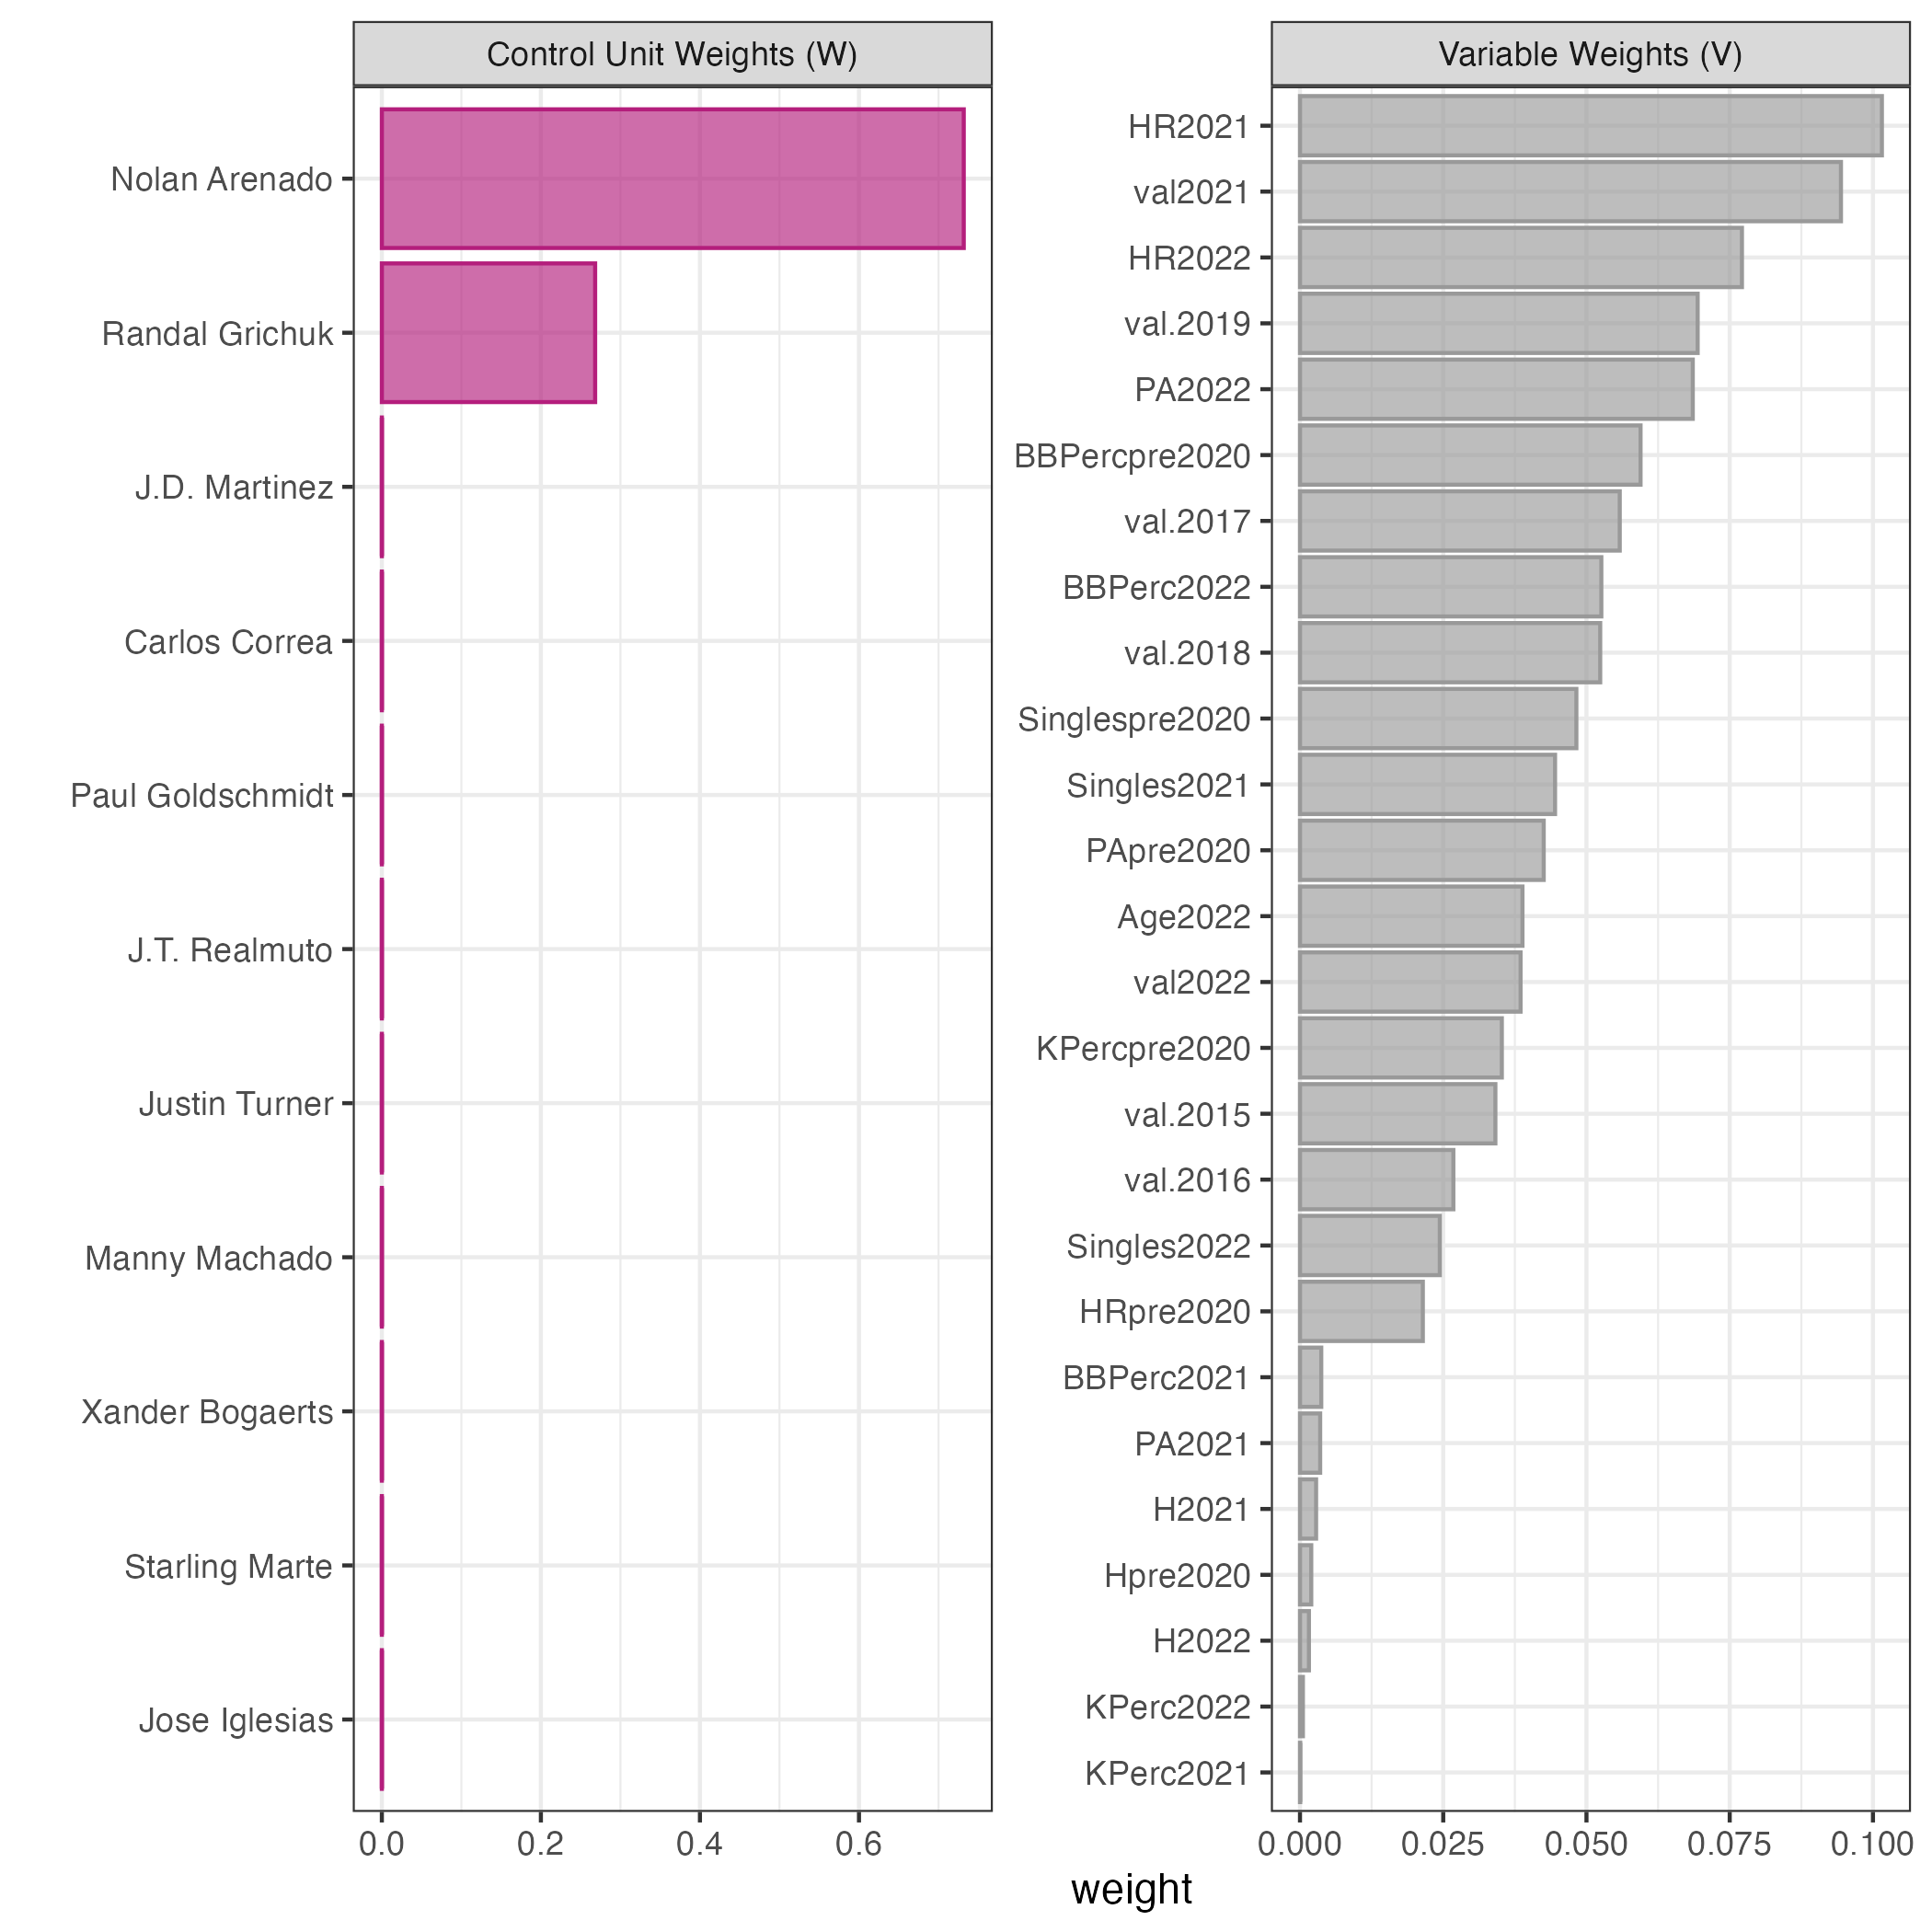 Control Unit Weights (W)
Nolan Arenado
Randal Grichuk
J.D. Martinez
Carlos Correa
Paul Goldschmidt
J.T. Realmuto
Justin Turner
Manny Machado
Xander Bogaerts
Starling Marte
Jose Iglesias
0.0 0.2 0.4 0.6
Variable Weights (V)
HR2021
val2021
HR2022
val.2019
PA2022
BBPercpre2020
val.2017
BBPerc2022
val.2018
Singlespre2020
Singles2021
PApre2020
Age2022
val2022
KPercpre2020
val.2015
val.2016
Singles2022
HRpre2020
BBPerc2021
PA2021
H2021
Hpre2020
H2022
KPerc2022
KPerc2021
0.000 0.025 0.050 0.075 0.100
weight